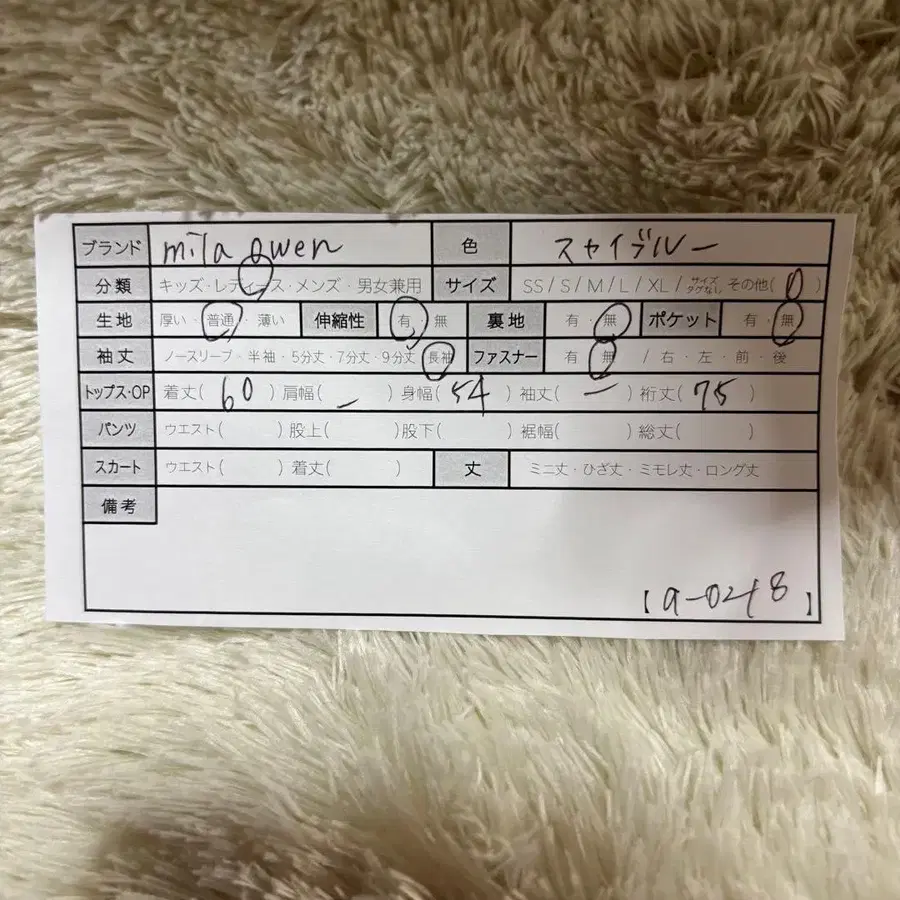 ブランド mila owen 色 スカイブルー
分類 キッズ・レディース・メンズ・男女兼用 サイズ SS/S/M/L/XL/サイズタグなし, その他(0)
生地 厚い・普通・薄い 伸縮性 有・無 裏地 有・無 ポケット 有・無
袖丈 ノースリーブ・半袖・5分丈・7分丈・9分丈・長袖 ファスナー 有・無 / 右・左・前・後
トップス・OP 着丈(60)肩幅(ー)身幅(54)袖丈(ー)裄丈(75)
パンツ ウエスト( )股上( )股下( )裾幅( )総丈( )
スカート ウエスト( )着丈( ) 丈 ミニ丈・ひざ丈・ミモレ丈・ロング丈
備考
【a-0248】